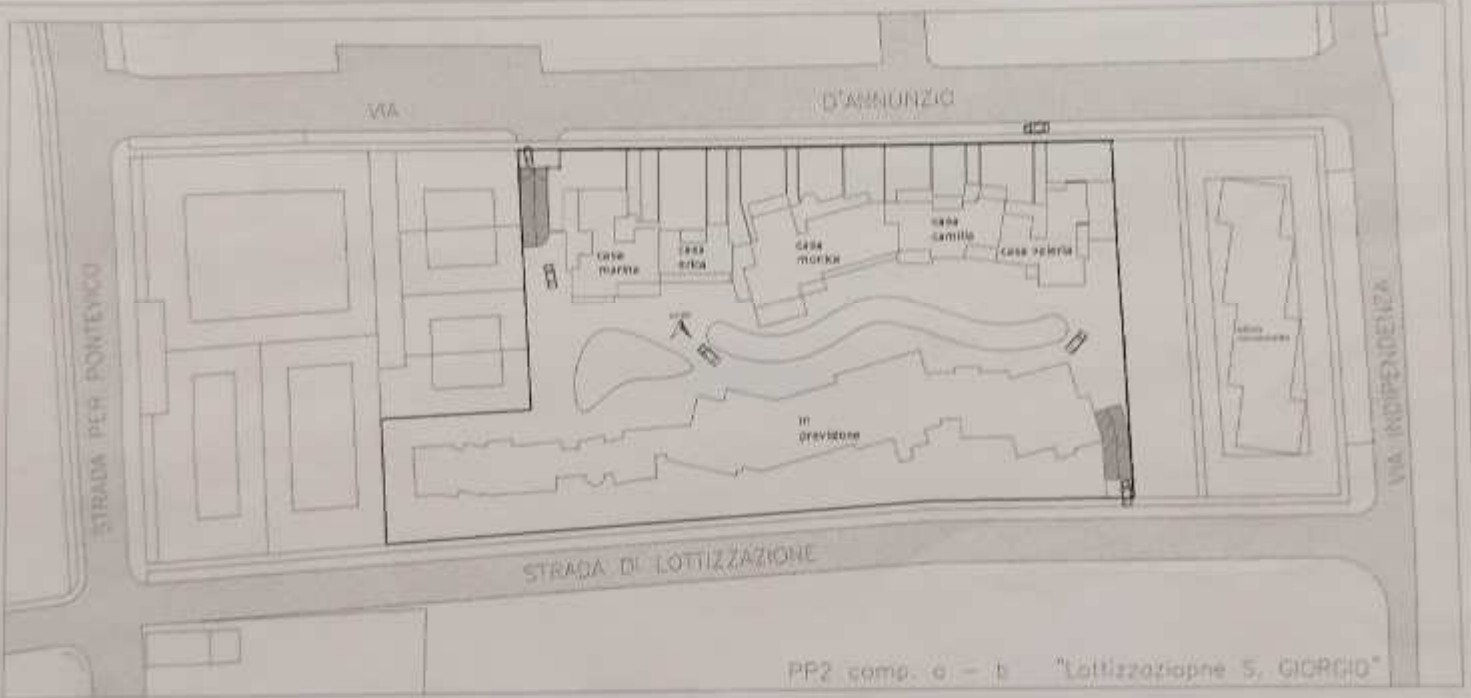 VIA
D'ANNUNZIO
STRADA PER PONTEVICO
casa
marina
casa
erica
casa
monica
casa
camilla
casa valeria
VIA INDIPENDENZA
in
previsione
STRADA DI LOTTIZZAZIONE
PP2 comp. a - b "Lottizzaziopne S. GIORGIO"